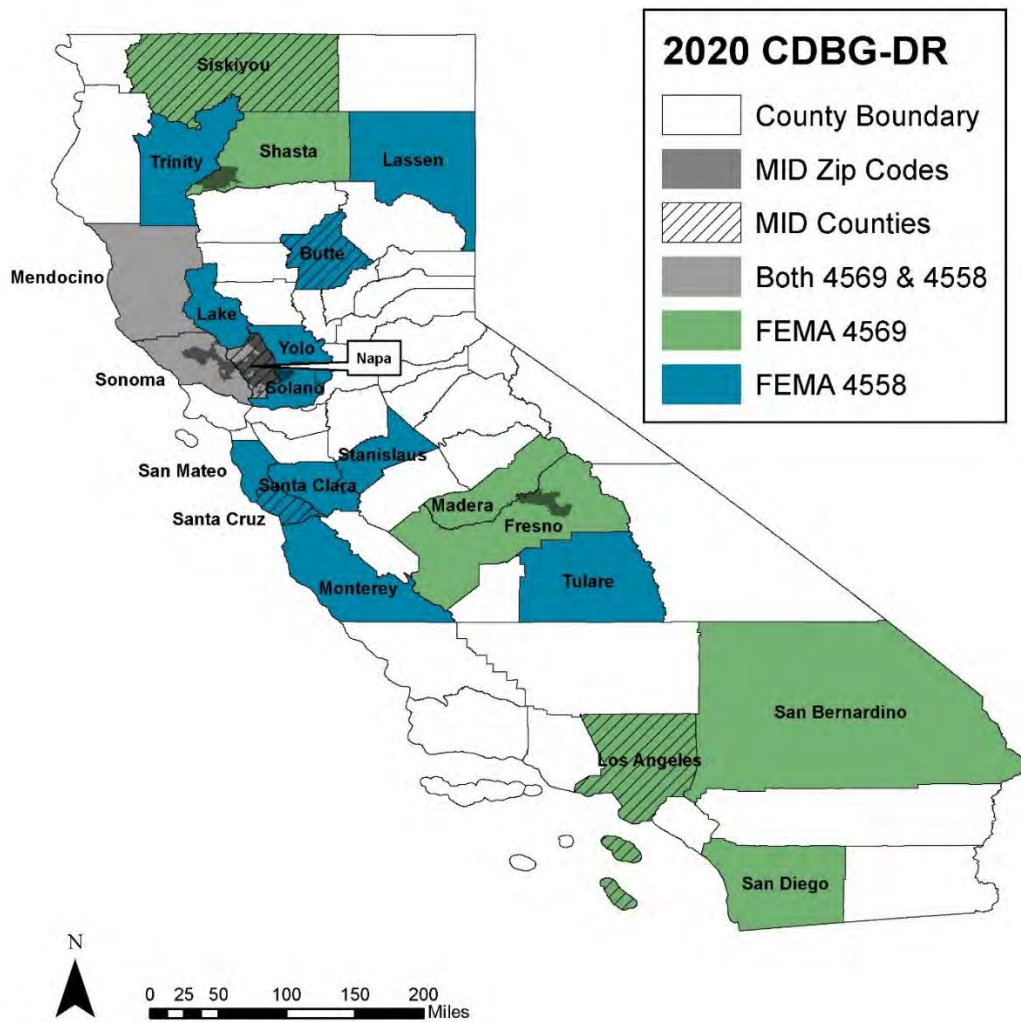 2020 CDBG-DR
County Boundary
MID Zip Codes
MID Counties
Both 4569 & 4558
FEMA 4569
FEMA 4558
Siskiyou
Trinity
Shasta
Lassen
Butte
Mendocino
Lake
Yolo
Napa
Sonoma
Solano
San Mateo
Stanislaus
Santa Clara
Santa Cruz
Madera
Fresno
Monterey
Tulare
San Bernardino
Los Angeles
San Diego
N
0 25 50 100 150 200
Miles